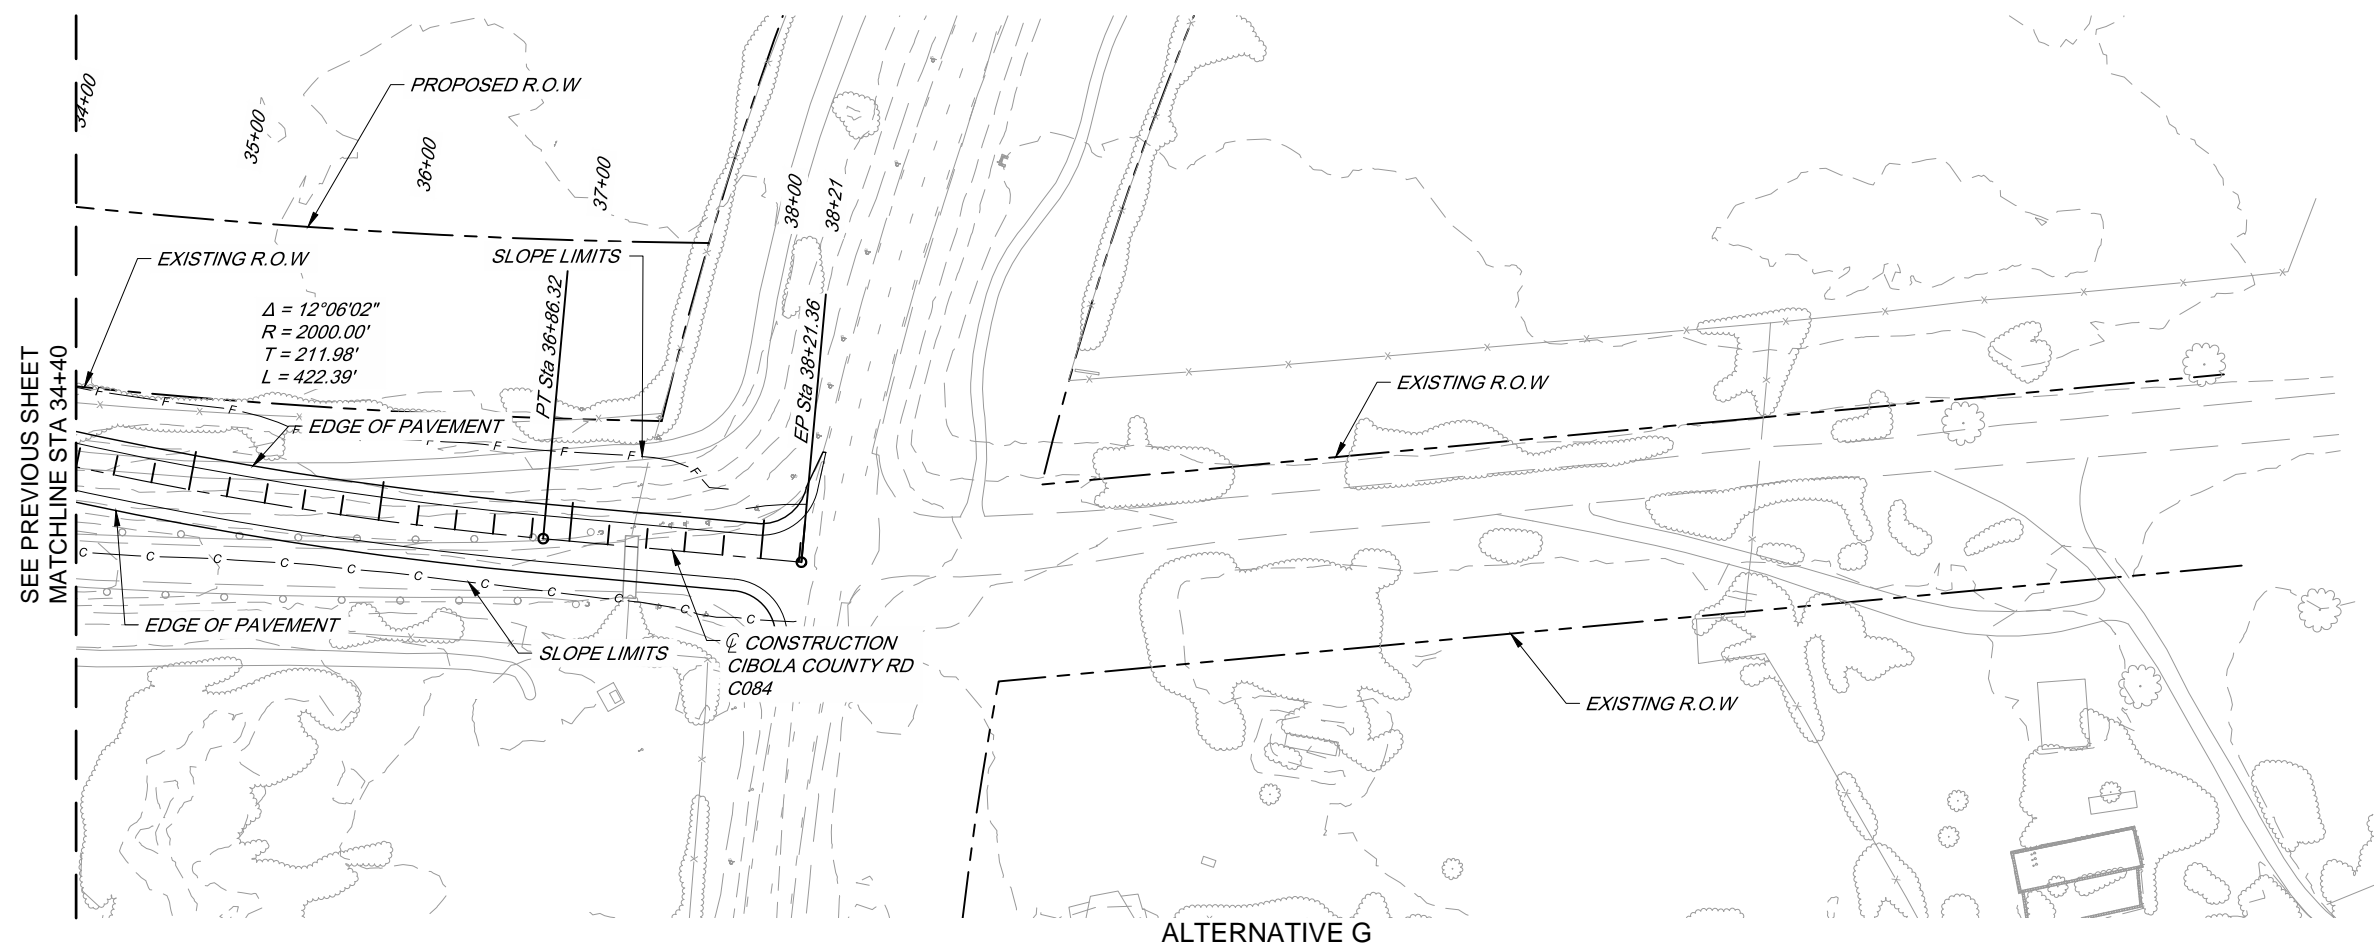 34+00
35+00
36+00
37+00
38+00
38+21
PROPOSED R.O.W
EXISTING R.O.W
SLOPE LIMITS
Δ = 12°06'02"
R = 2000.00'
T = 211.98'
L = 422.39'
PT Sta 36+86.32
EP Sta 38+21.36
SEE PREVIOUS SHEET
MATCHLINE STA 34+40
F F F F F F F F F F
EDGE OF PAVEMENT
EXISTING R.O.W
C C C C C C C C C C C
EDGE OF PAVEMENT
SLOPE LIMITS
℄ CONSTRUCTION
CIBOLA COUNTY RD
C084
EXISTING R.O.W
ALTERNATIVE G